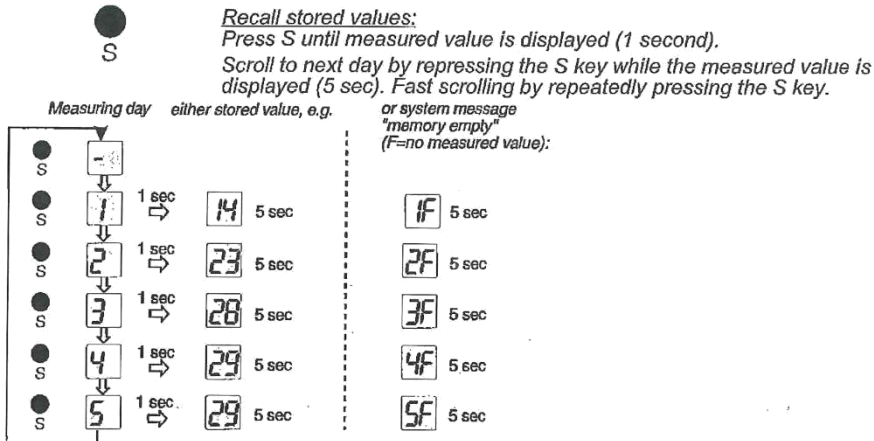 Recall stored values:
S
Press S until measured value is displayed (1 second).
Scroll to next day by repressing the S key while the measured value is
displayed (5 sec). Fast scrolling by repeatedly pressing the S key.
Measuring day either stored value, e.g. or system message
"memory empty"
(F=no measured value):
S -
S 1 1 sec 14 5 sec 1F 5 sec
S 2 1 sec 23 5 sec 2F 5 sec
S 3 1 sec 28 5 sec 3F 5 sec
S 4 1 sec 29 5 sec 4F 5 sec
S 5 1 sec 29 5 sec 5F 5 sec